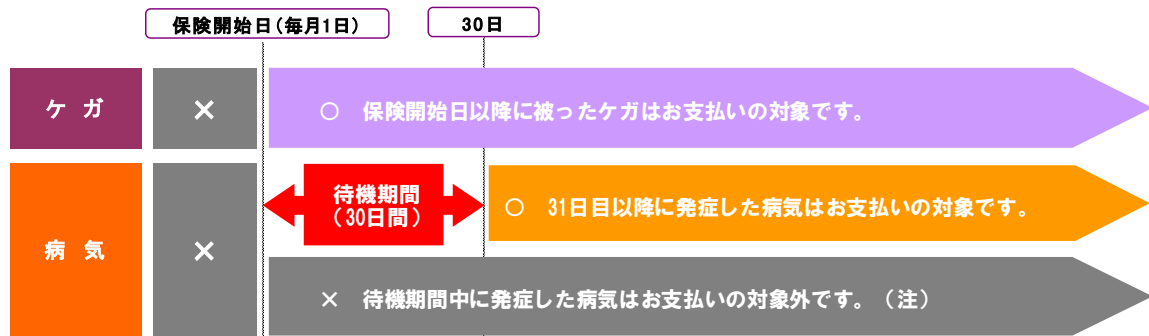 保険開始日(毎月1日)
30日
ケ ガ
×
○ 保険開始日以降に被ったケガはお支払いの対象です。
病 気
×
待機期間
(30日間)
○ 31日目以降に発症した病気はお支払いの対象です。
× 待機期間中に発症した病気はお支払いの対象外です。(注)